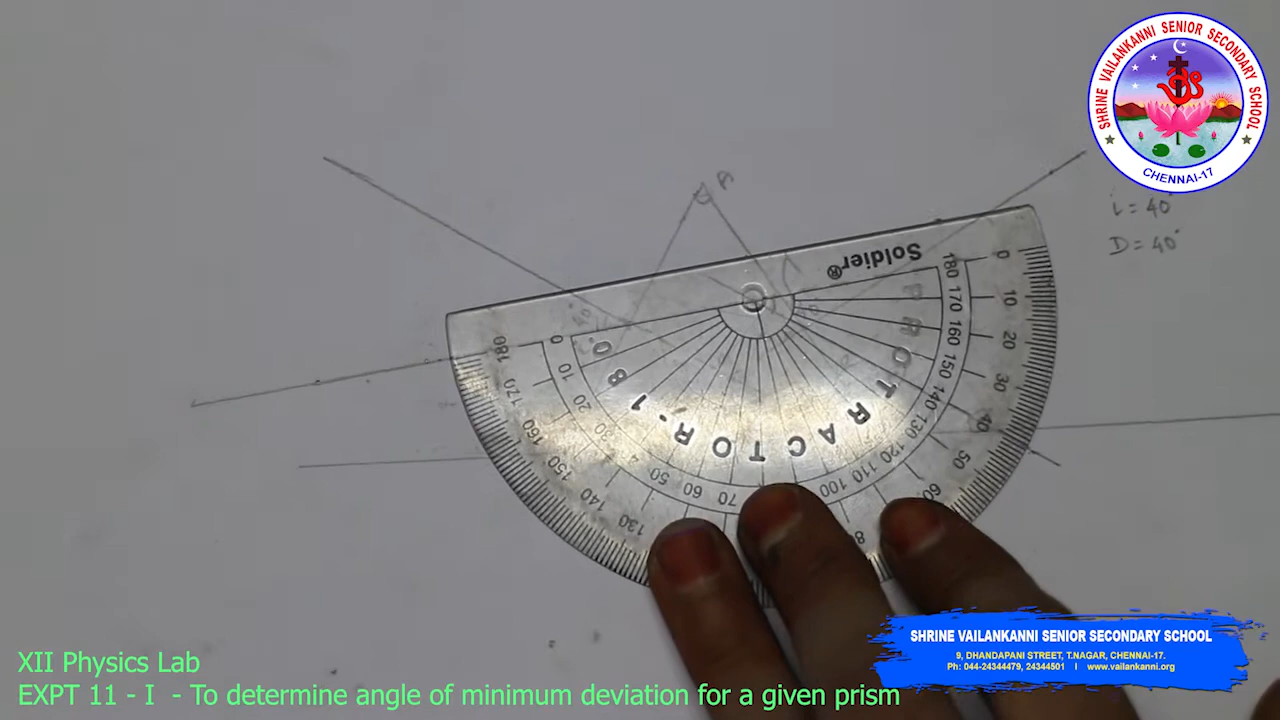 SHRINE VAILANKANNI SENIOR SECONDARY SCHOOL
CHENNAI-17
A
i = 40°
D = 40°
Soldier®
PROTRACTOR-180°
180 170 160 150 140 130 120 110 100 70 60 50 4 30 20 10 0
0 10 20 30 40 50 60 80 130 140 150 160 170 180
SHRINE VAILANKANNI SENIOR SECONDARY SCHOOL
9, DHANDAPANI STREET, T.NAGAR, CHENNAI-17.
Ph: 044-24344479, 24344501 I www.vailankanni.org
XII Physics Lab
EXPT 11 - I - To determine angle of minimum deviation for a given prism